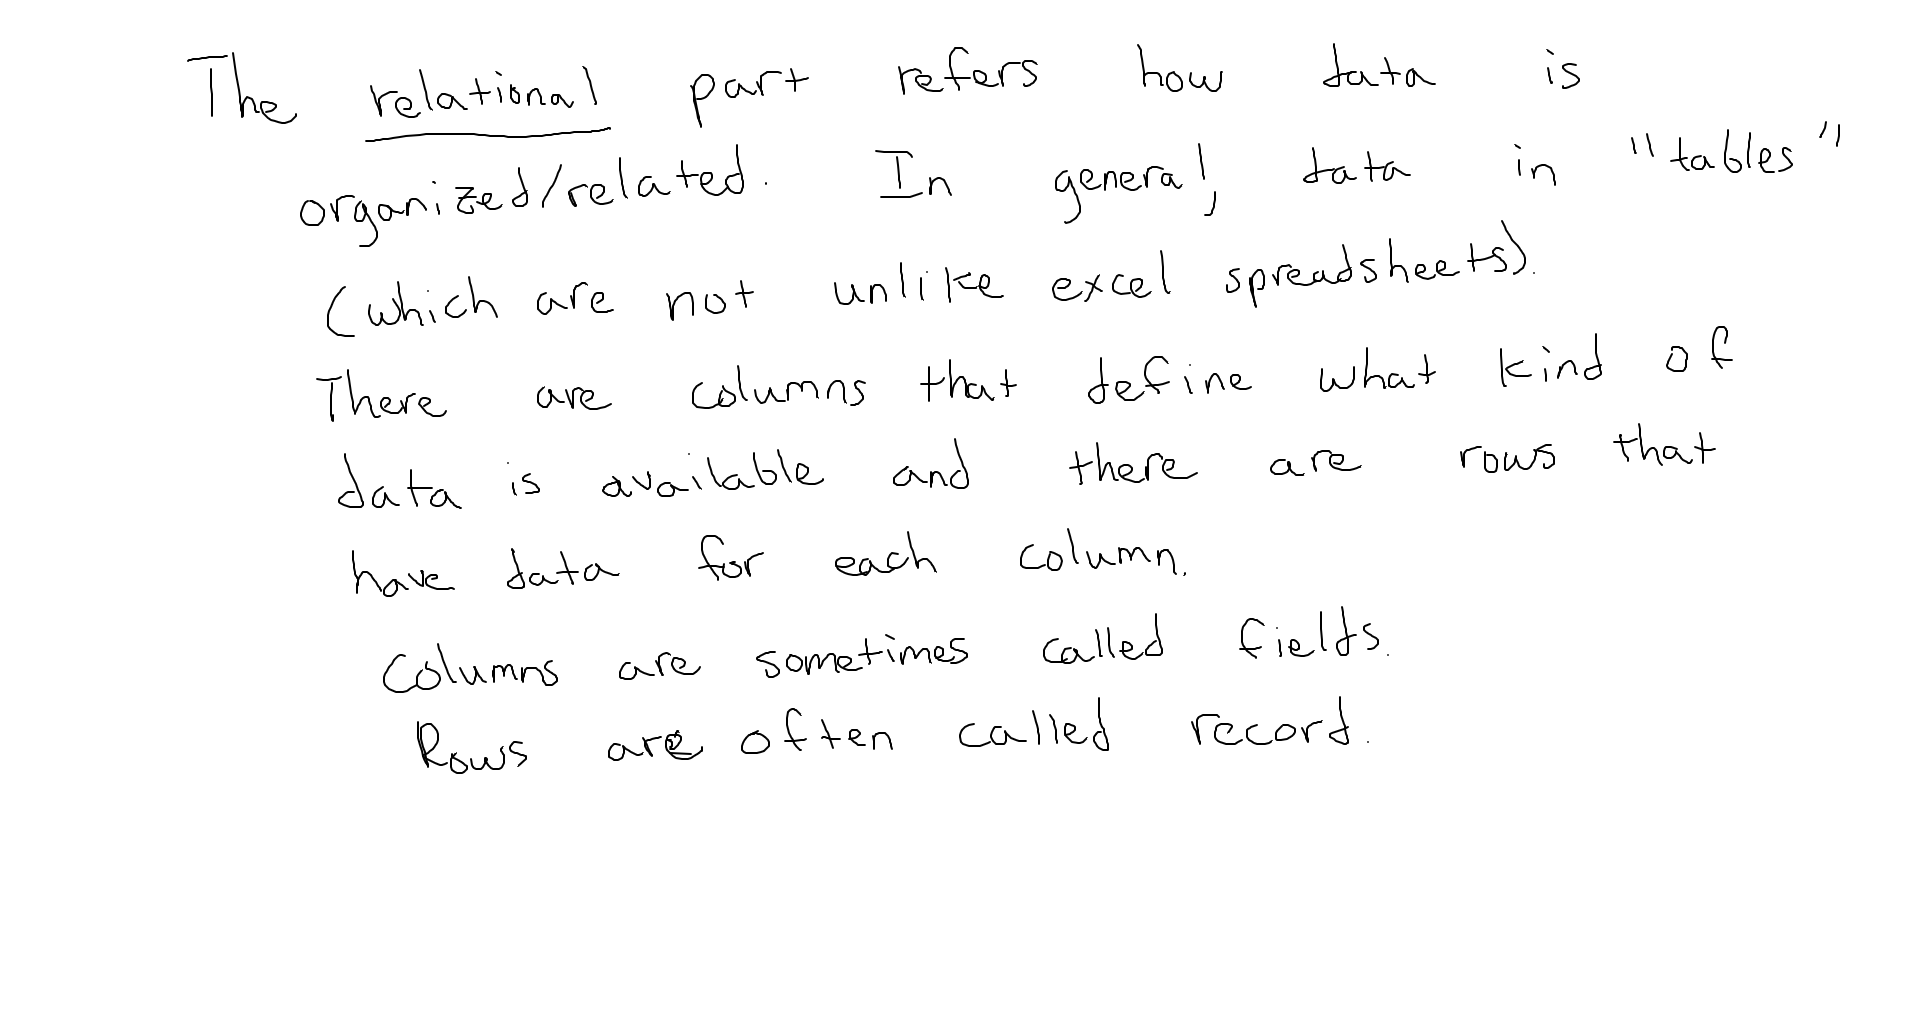 The relational part refers how data is
organized/related. In general, data in "tables"
(which are not unlike excel spreadsheets).
There are columns that define what kind of
data is available and there are rows that
have data for each column.
Columns are sometimes called fields.
Rows are often called record.